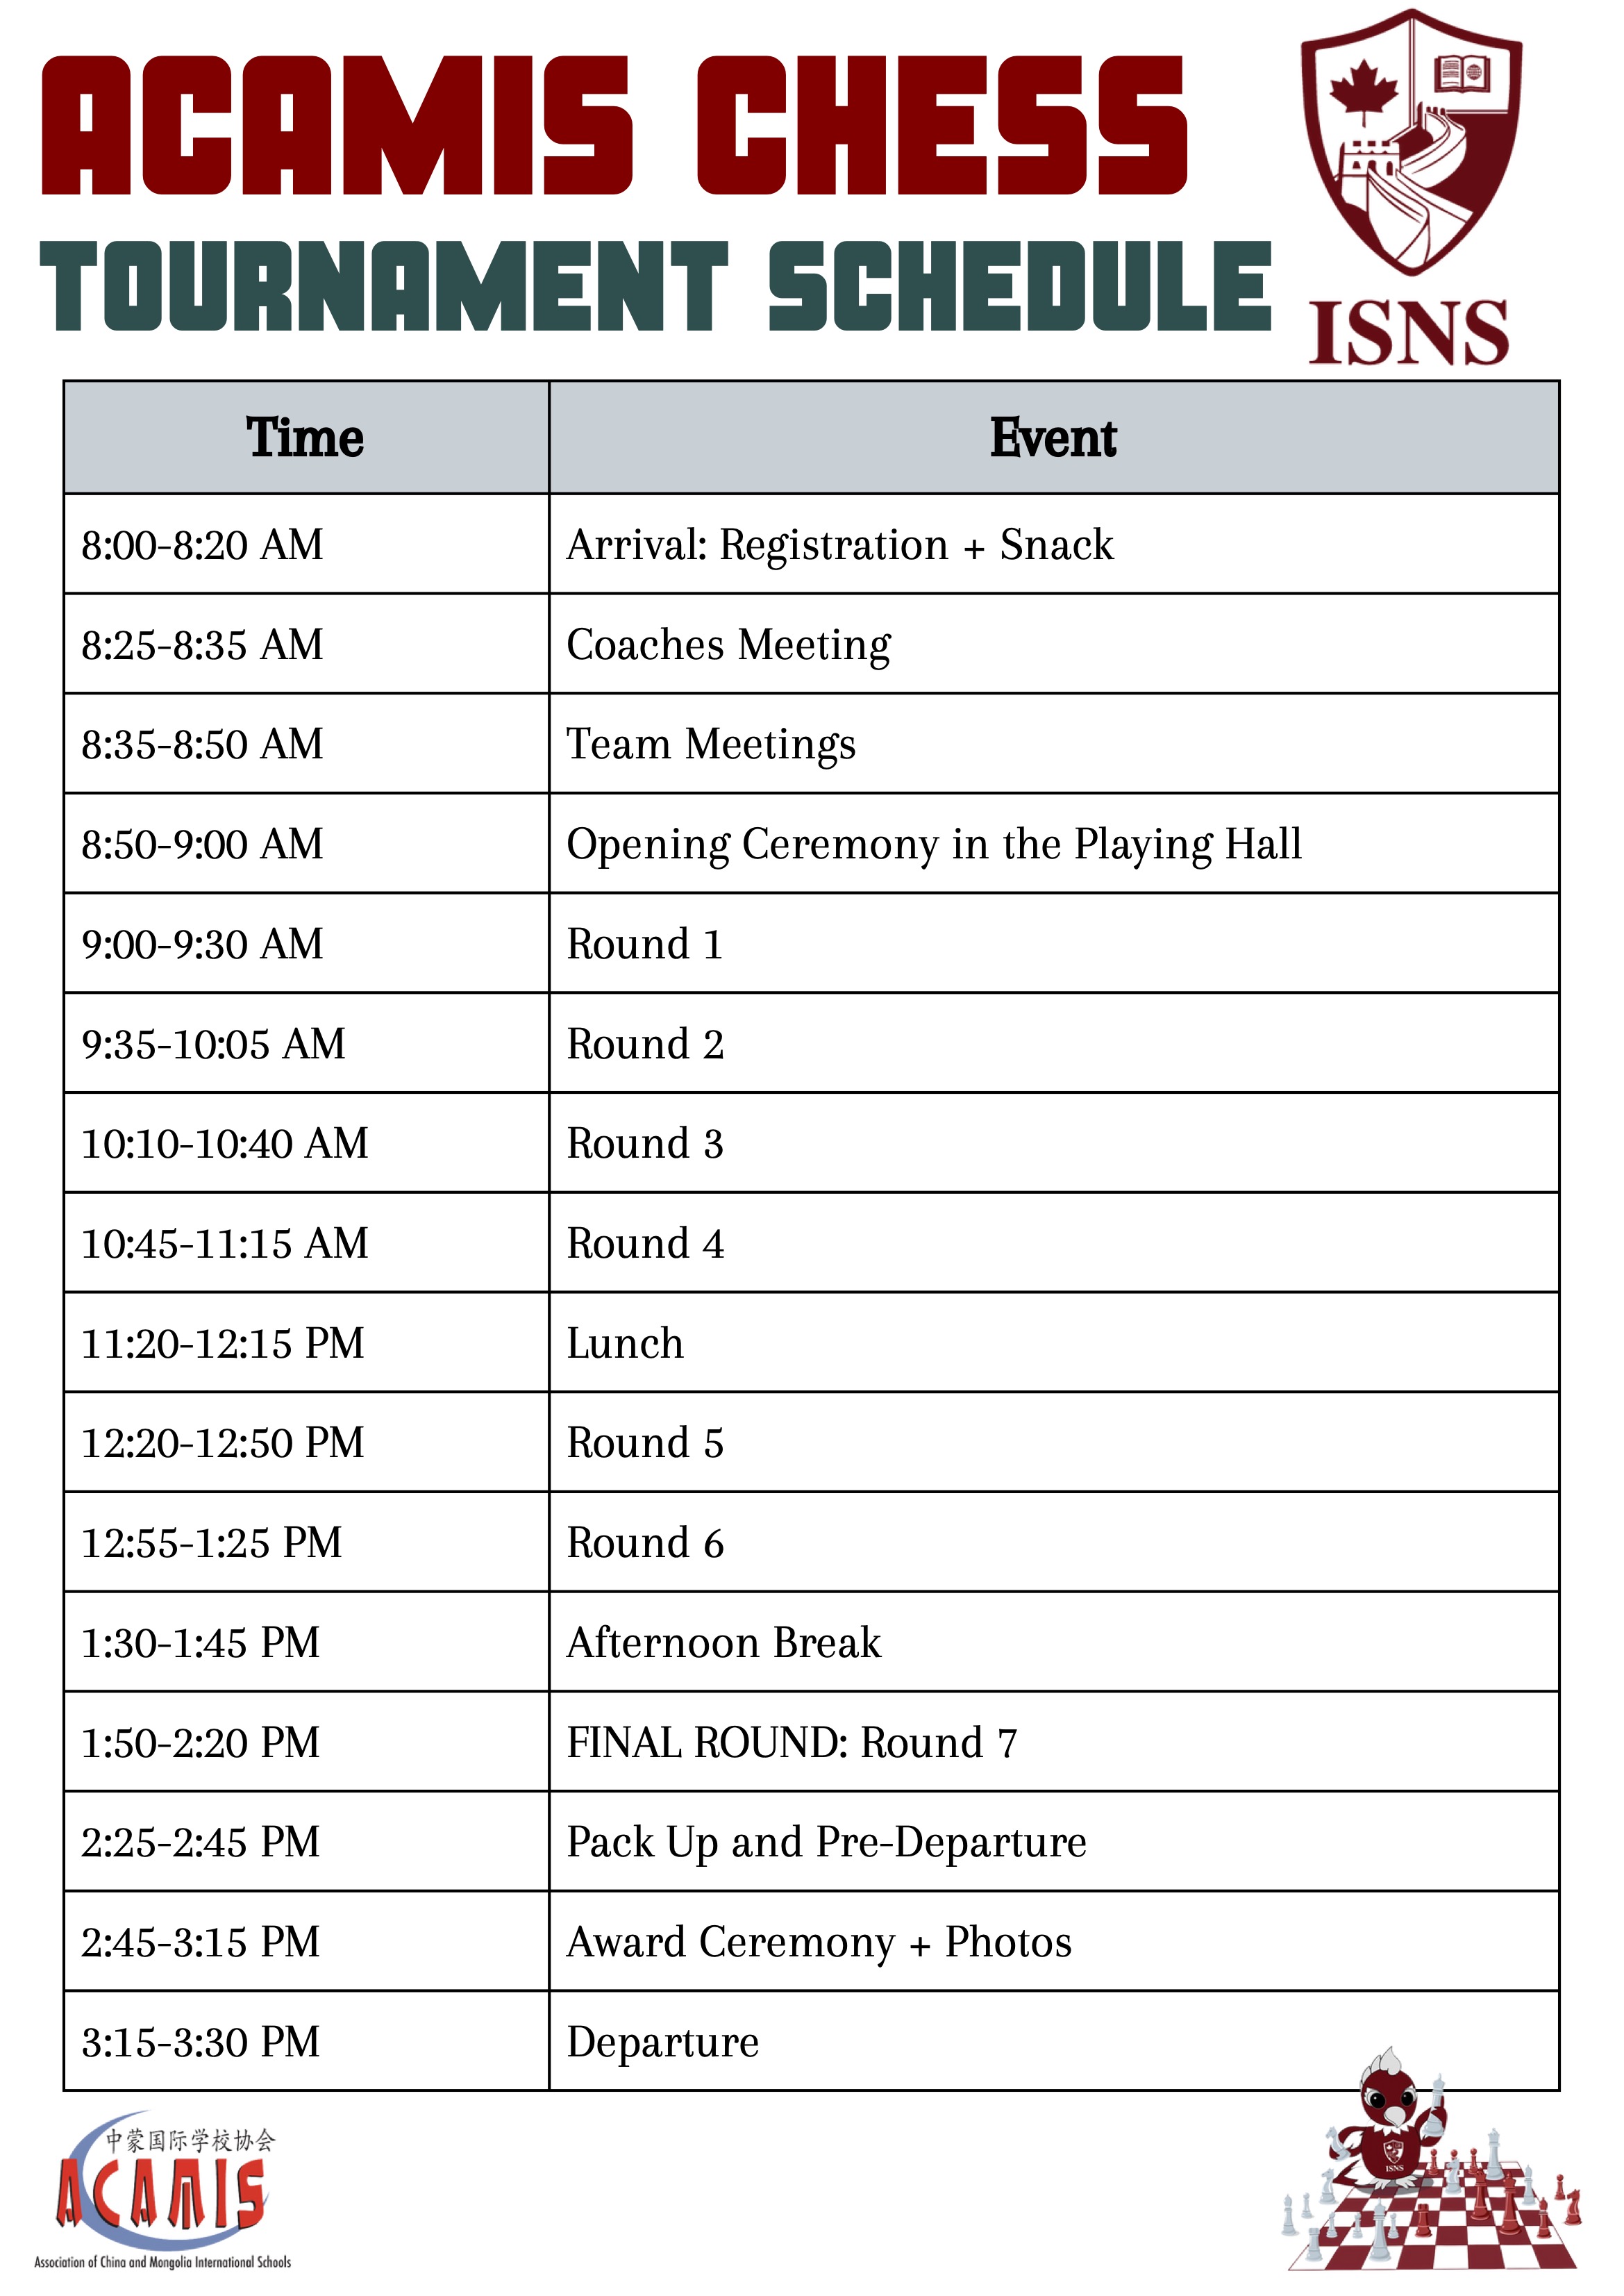 ACAMIS CHESS
TOURNAMENT SCHEDULE
ISNS
Time Event
8:00-8:20 AM Arrival: Registration + Snack
8:25-8:35 AM Coaches Meeting
8:35-8:50 AM Team Meetings
8:50-9:00 AM Opening Ceremony in the Playing Hall
9:00-9:30 AM Round 1
9:35-10:05 AM Round 2
10:10-10:40 AM Round 3
10:45-11:15 AM Round 4
11:20-12:15 PM Lunch
12:20-12:50 PM Round 5
12:55-1:25 PM Round 6
1:30-1:45 PM Afternoon Break
1:50-2:20 PM FINAL ROUND: Round 7
2:25-2:45 PM Pack Up and Pre-Departure
2:45-3:15 PM Award Ceremony + Photos
3:15-3:30 PM Departure
中蒙国际学校协会
ACAMIS
Association of China and Mongolia International Schools
ISNS